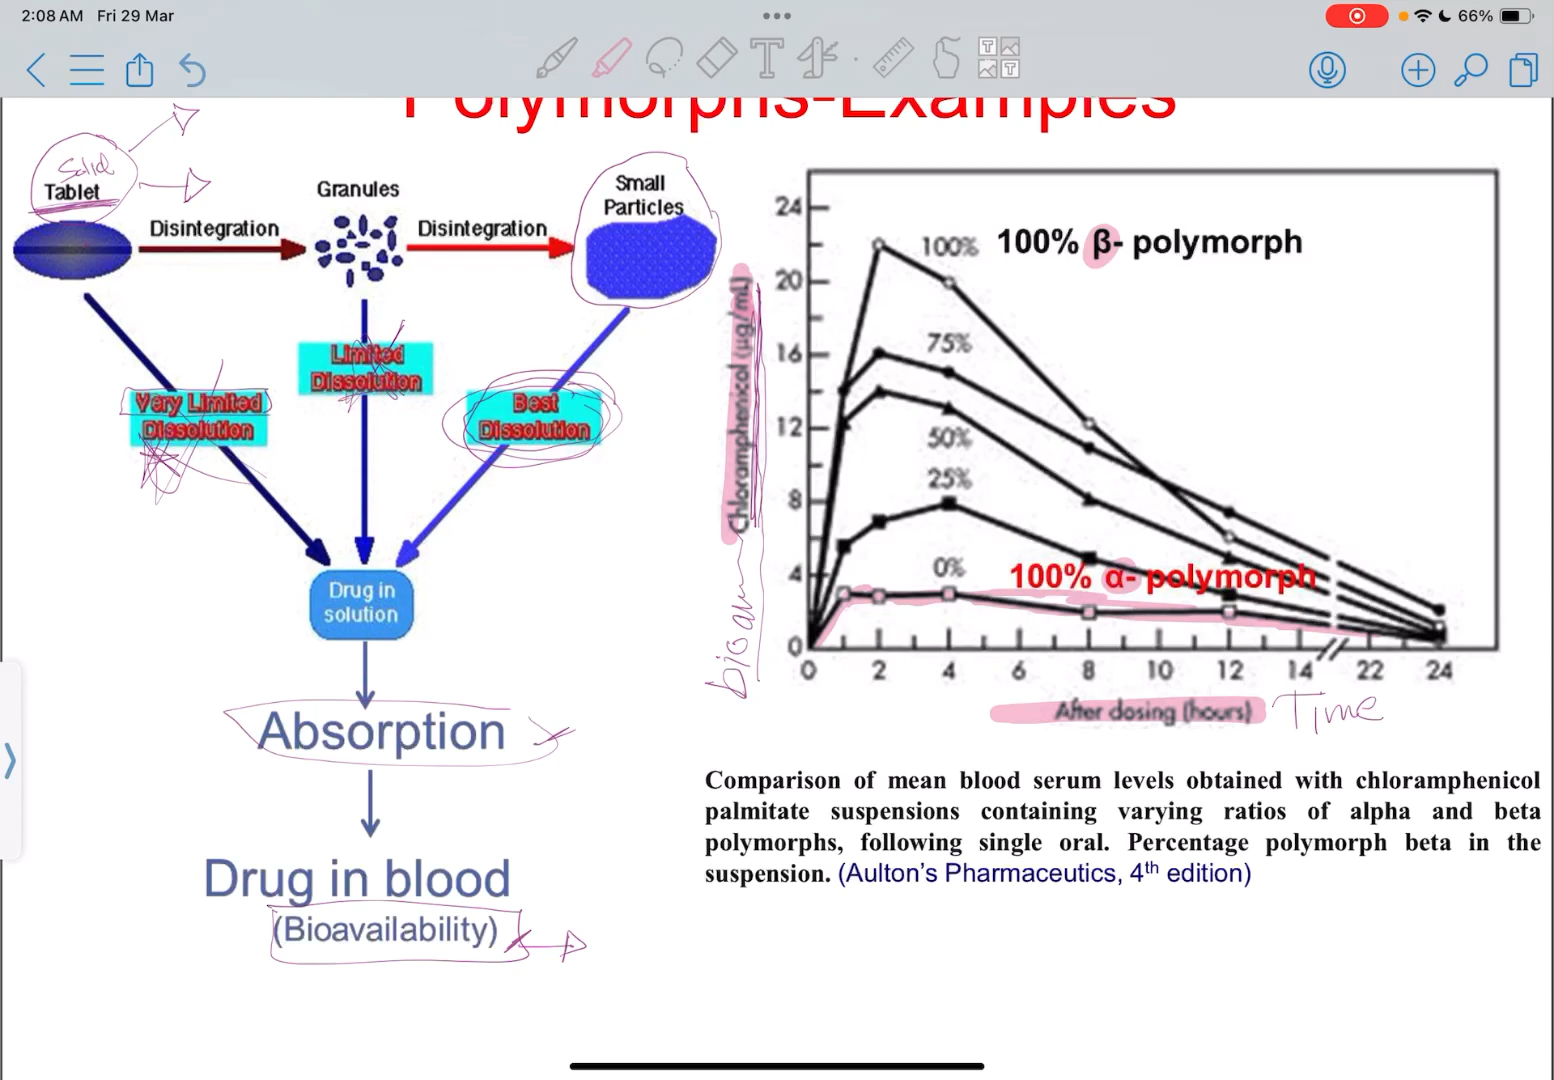 2:08 AM Fri 29 Mar
66%
Polymorphs-Examples
Solid
Tablet
Granules
Small
Particles
Disintegration
Disintegration
Limited
Dissolution
Very Limited
Dissolution
Best
Dissolution
Drug in
solution
Absorption
Drug in blood
(Bioavailability)
100% β- polymorph
100%
75%
50%
25%
0%
100% α- polymorph
Chloramphenicol (µg/mL)
24
20
16
12
8
4
0
0 2 4 6 8 10 12 14 22 24
After dosing (hours) Time
Comparison of mean blood serum levels obtained with chloramphenicol
palmitate suspensions containing varying ratios of alpha and beta
polymorphs, following single oral. Percentage polymorph beta in the
suspension. (Aulton's Pharmaceutics, 4th edition)